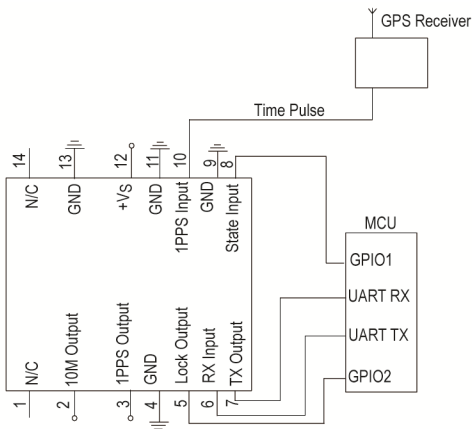 GPS Receiver
Time Pulse
14
13
12
11
10
9
8
N/C
GND
+Vs
GND
1PPS Input
GND
State Input
MCU
GPIO1
UART RX
UART TX
GPIO2
N/C
10M Output
1PPS Output
GND
Lock Output
RX Input
TX Output
1
2
3
4
5
6
7